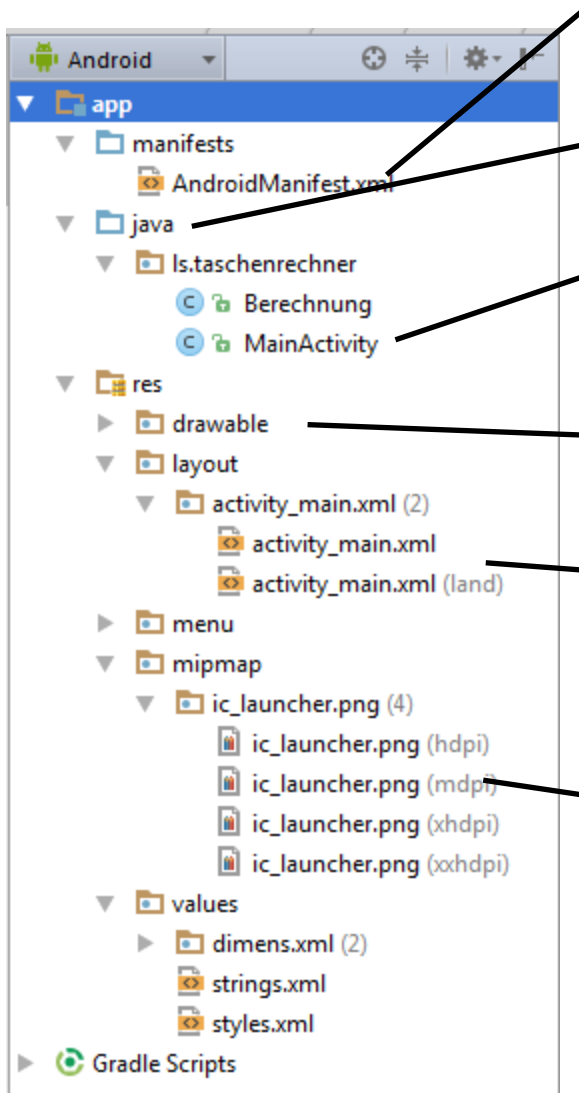 Android
app
manifests
AndroidManifest.xml
java
ls.taschenrechner
C Berechnung
C MainActivity
res
drawable
layout
activity_main.xml (2)
activity_main.xml
activity_main.xml (land)
menu
mipmap
ic_launcher.png (4)
ic_launcher.png (hdpi)
ic_launcher.png (mdpi)
ic_launcher.png (xhdpi)
ic_launcher.png (xxhdpi)
values
dimens.xml (2)
strings.xml
styles.xml
Gradle Scripts